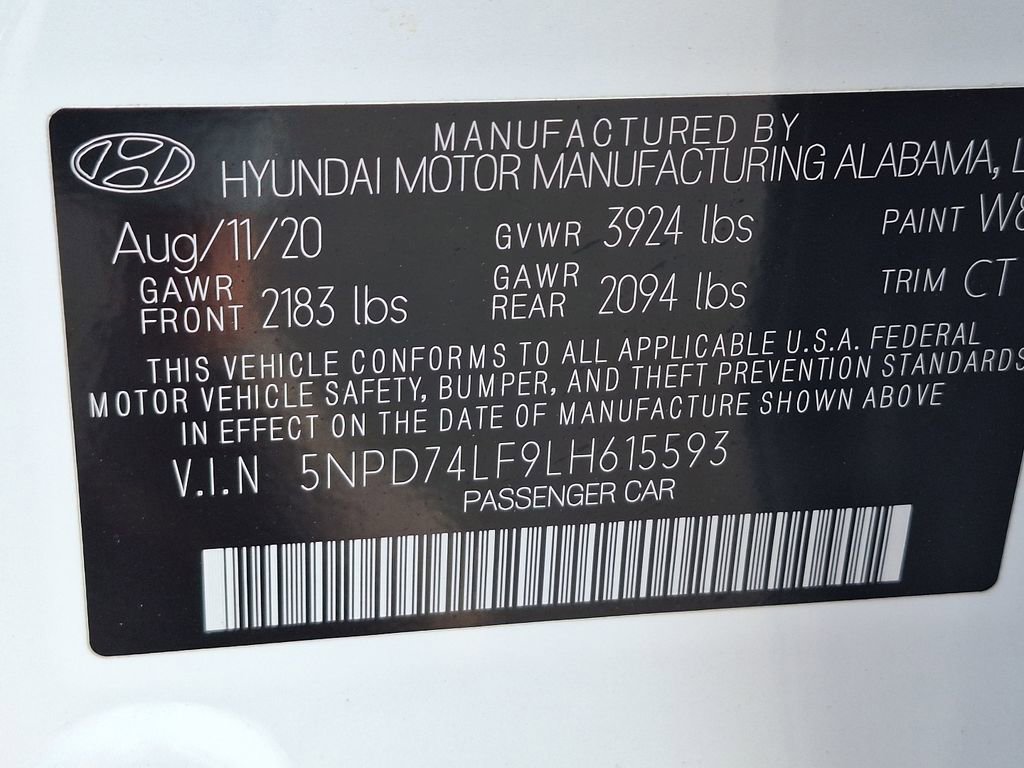 MANUFACTURED BY
HYUNDAI MOTOR MANUFACTURING ALABAMA,
Aug/11/20 GVWR 3924 lbs PAINT W8
GAWR FRONT 2183 lbs GAWR REAR 2094 lbs TRIM CT
THIS VEHICLE CONFORMS TO ALL APPLICABLE U.S.A. FEDERAL
MOTOR VEHICLE SAFETY, BUMPER, AND THEFT PREVENTION STANDARDS
IN EFFECT ON THE DATE OF MANUFACTURE SHOWN ABOVE
V.I.N 5NPD74LF9LH615593
PASSENGER CAR